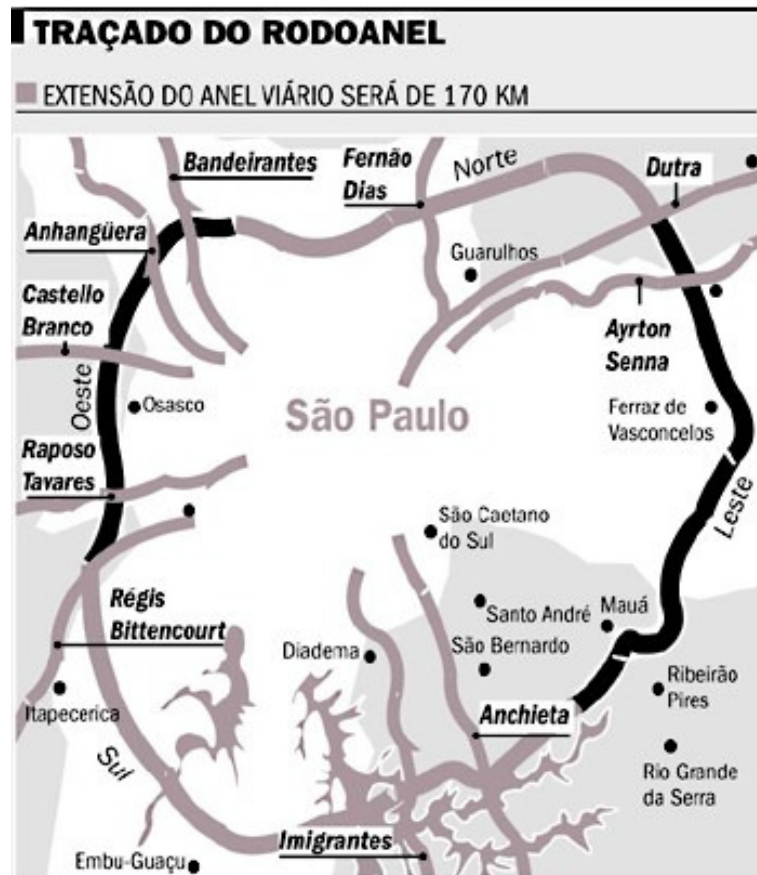 TRAÇADO DO RODOANEL
EXTENSÃO DO ANEL VIÁRIO SERÁ DE 170 KM
Bandeirantes
Fernão
Dias
Norte
Dutra
Anhangüera
Guarulhos
Castello
Branco
Ayrton
Senna
Oeste
Osasco
São Paulo
Ferraz de
Vasconcelos
Raposo
Tavares
Leste
São Caetano
do Sul
Régis
Bittencourt
Santo André
Mauá
Diadema
São Bernardo
Ribeirão
Pires
Itapecerica
Anchieta
Sul
Rio Grande
da Serra
Imigrantes
Embu-Guaçu